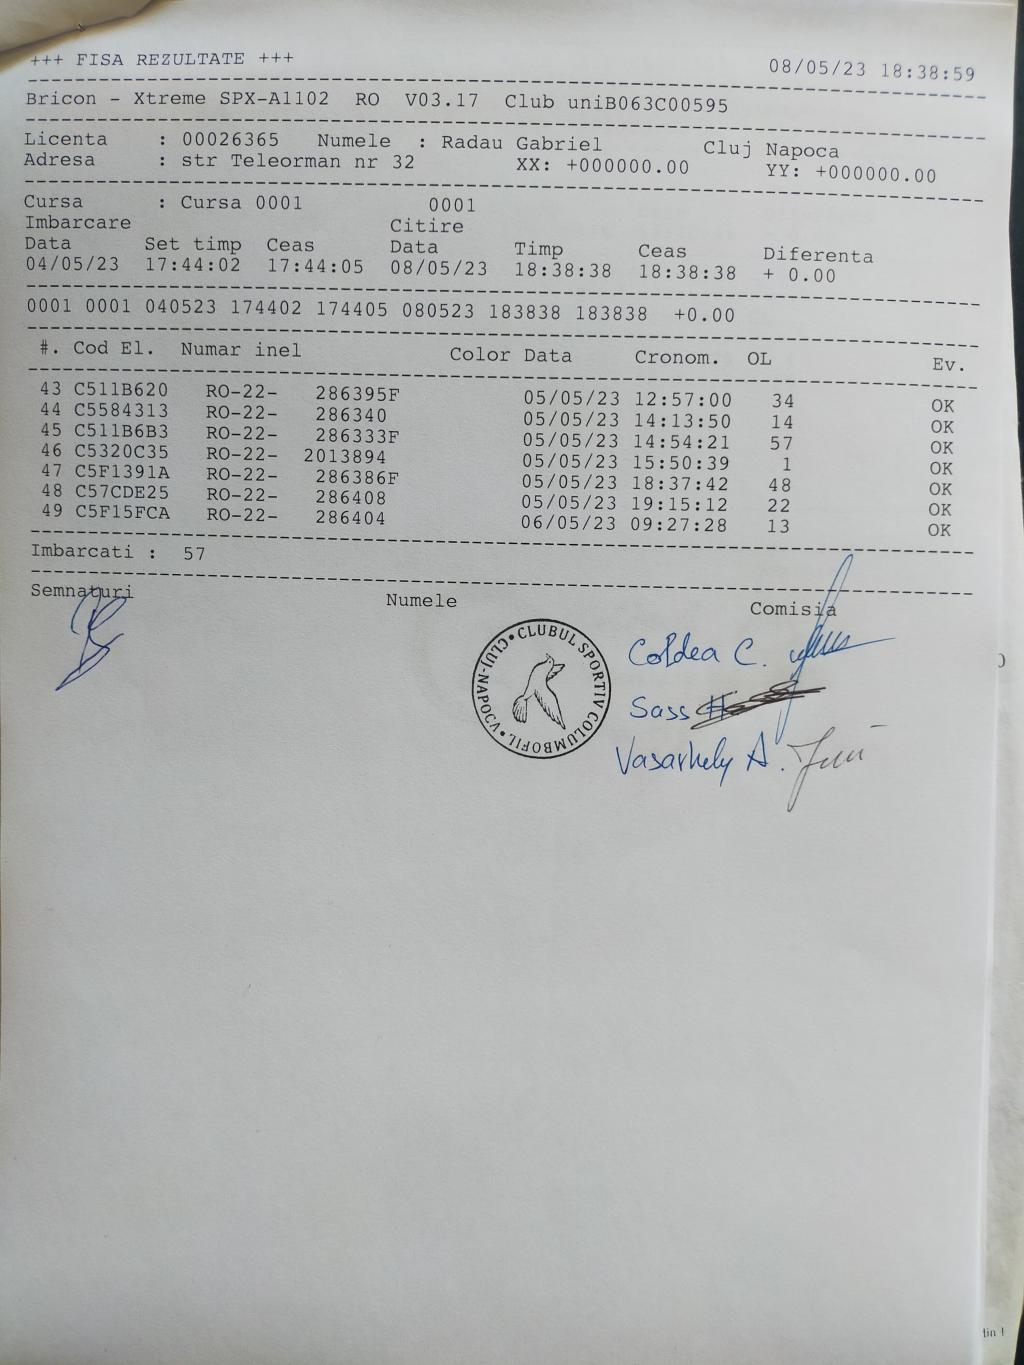 +++ FISA REZULTATE +++ 08/05/23 18:38:59
Bricon - Xtreme SPX-A1102 RO V03.17 Club uniB063C00595
Licenta : 00026365 Numele : Radau Gabriel Cluj Napoca
Adresa : str Teleorman nr 32 XX: +000000.00 YY: +000000.00
Cursa : Cursa 0001 0001
Imbarcare Citire
Data Set timp Ceas Data Timp Ceas Diferenta
04/05/23 17:44:02 17:44:05 08/05/23 18:38:38 18:38:38 + 0.00
0001 0001 040523 174402 174405 080523 183838 183838 +0.00
#. Cod El. Numar inel Color Data Cronom. OL Ev.
43 C511B620 RO-22- 286395F 05/05/23 12:57:00 34 OK
44 C5584313 RO-22- 286340 05/05/23 14:13:50 14 OK
45 C511B6B3 RO-22- 286333F 05/05/23 14:54:21 57 OK
46 C5320C35 RO-22- 2013894 05/05/23 15:50:39 1 OK
47 C5F1391A RO-22- 286386F 05/05/23 18:37:42 48 OK
48 C57CDE25 RO-22- 286408 05/05/23 19:15:12 22 OK
49 C5F15FCA RO-22- 286404 06/05/23 09:27:28 13 OK
Imbarcati : 57
Semnaturi Numele Comisia
CLUBUL SPORTIV COLUMBOFIL • CLUJ-NAPOCA •
Coldea C.
Sass
Vasarhely A.